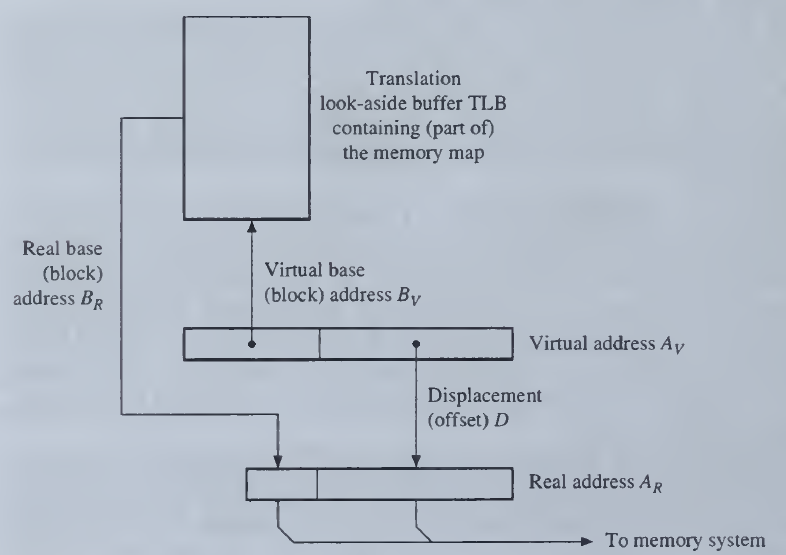 Translation
look-aside buffer TLB
containing (part of)
the memory map
Real base
(block)
address B_R
Virtual base
(block) address B_V
Virtual address A_V
Displacement
(offset) D
Real address A_R
To memory system